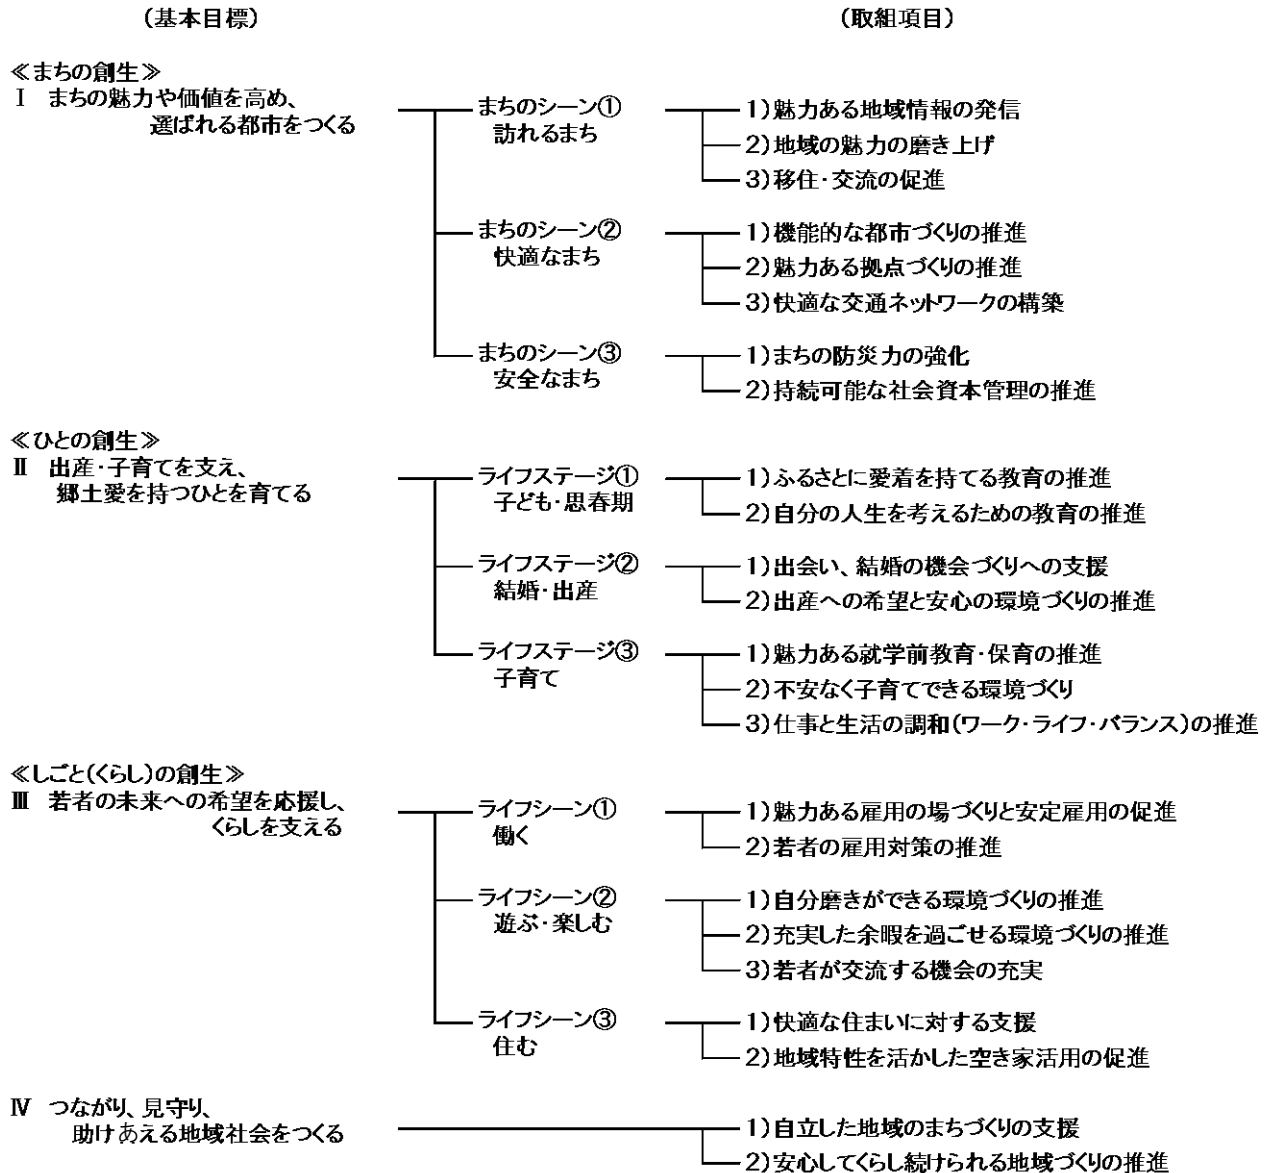 (基本目標)
(取組項目)
≪まちの創生≫
Ⅰ まちの魅力や価値を高め、
選ばれる都市をつくる
まちのシーン①
訪れるまち
1)魅力ある地域情報の発信
2)地域の魅力の磨き上げ
3)移住・交流の促進
まちのシーン②
快適なまち
1)機能的な都市づくりの推進
2)魅力ある拠点づくりの推進
3)快適な交通ネットワークの構築
まちのシーン③
安全なまち
1)まちの防災力の強化
2)持続可能な社会資本管理の推進
≪ひとの創生≫
Ⅱ 出産・子育てを支え、
郷土愛を持つひとを育てる
ライフステージ①
子ども・思春期
1)ふるさとに愛着を持てる教育の推進
2)自分の人生を考えるための教育の推進
ライフステージ②
結婚・出産
1)出会い、結婚の機会づくりへの支援
2)出産への希望と安心の環境づくりの推進
ライフステージ③
子育て
1)魅力ある就学前教育・保育の推進
2)不安なく子育てできる環境づくり
3)仕事と生活の調和(ワーク・ライフ・バランス)の推進
≪しごと(くらし)の創生≫
Ⅲ 若者の未来への希望を応援し、
くらしを支える
ライフシーン①
働く
1)魅力ある雇用の場づくりと安定雇用の促進
2)若者の雇用対策の推進
ライフシーン②
遊ぶ・楽しむ
1)自分磨きができる環境づくりの推進
2)充実した余暇を過ごせる環境づくりの推進
3)若者が交流する機会の充実
ライフシーン③
住む
1)快適な住まいに対する支援
2)地域特性を活かした空き家活用の促進
Ⅳ つながり、見守り、
助けあえる地域社会をつくる
1)自立した地域のまちづくりの支援
2)安心してくらし続けられる地域づくりの推進